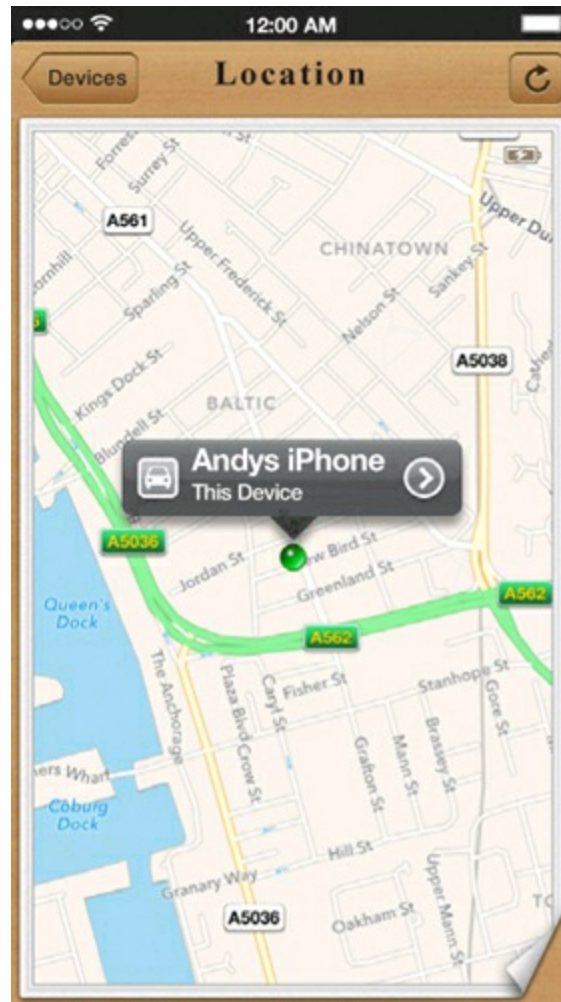 12:00 AM
Devices
Location
Surrey St
Upper Du
A561
Upper Frederick St
CHINATOWN
Sankey St
ornhill
Sparling St
Nelson St
Kings Dock St
A5038
BALTIC
Blundell St
Andys iPhone
This Device
A5036
Jordan St
ew Bird St
Greenland St
A562
A562
Queen's
Dock
The Anchorage
Plaza Blvd
Crow St
Caryl St
Fisher St
Stanhope St
Gore St
Grafton St
Mann St
Brassey St
ers Wharf
Coburg
Dock
Hill St
Granary Way
Upper Mann St
A5036
Oakham St